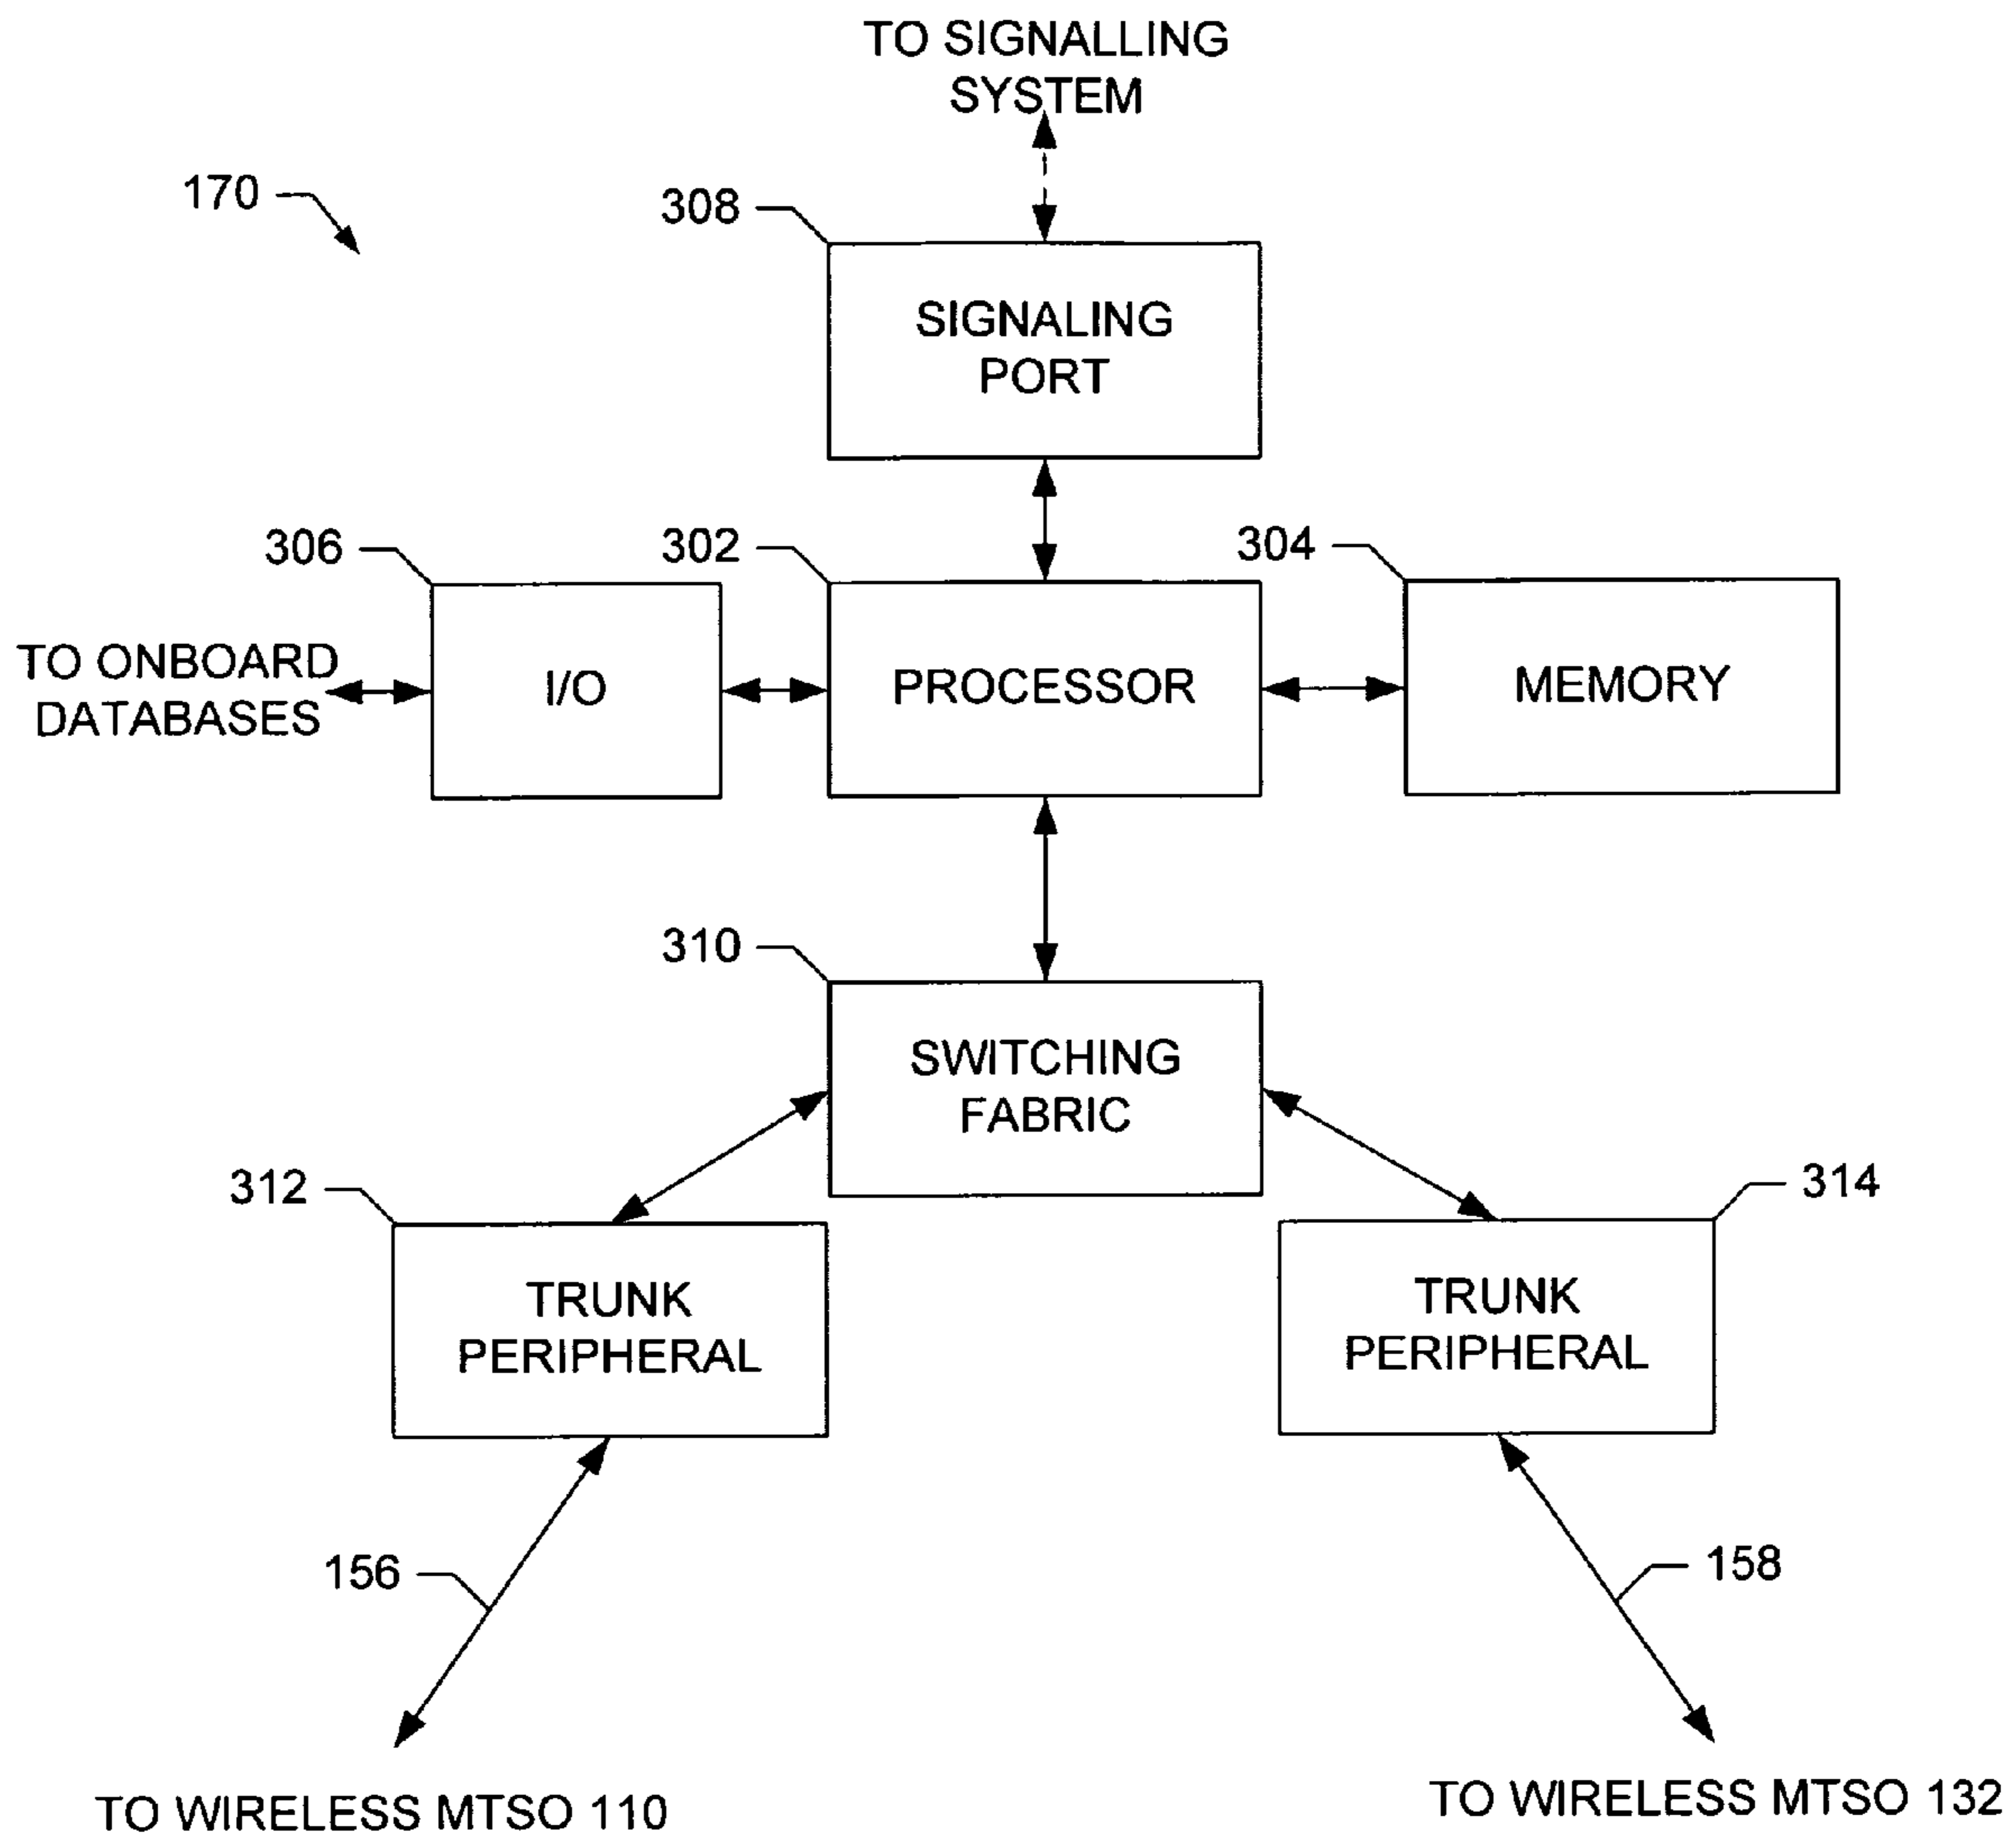 TO SIGNALLING
SYSTEM
170
308
SIGNALING
PORT
306
302
304
TO ONBOARD
DATABASES
I/O
PROCESSOR
MEMORY
310
SWITCHING
FABRIC
312
314
TRUNK
PERIPHERAL
TRUNK
PERIPHERAL
156
158
TO WIRELESS MTSO 110
TO WIRELESS MTSO 132